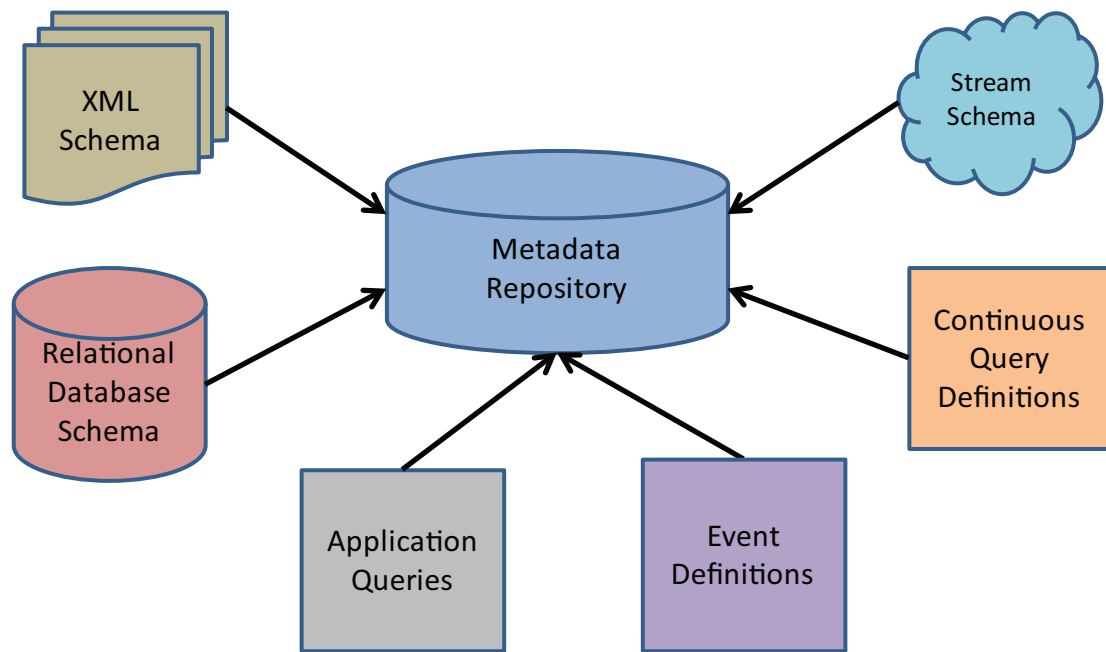 XML
Schema
Stream
Schema
Metadata
Repository
Relational
Database
Schema
Continuous
Query
Definitions
Application
Queries
Event
Definitions